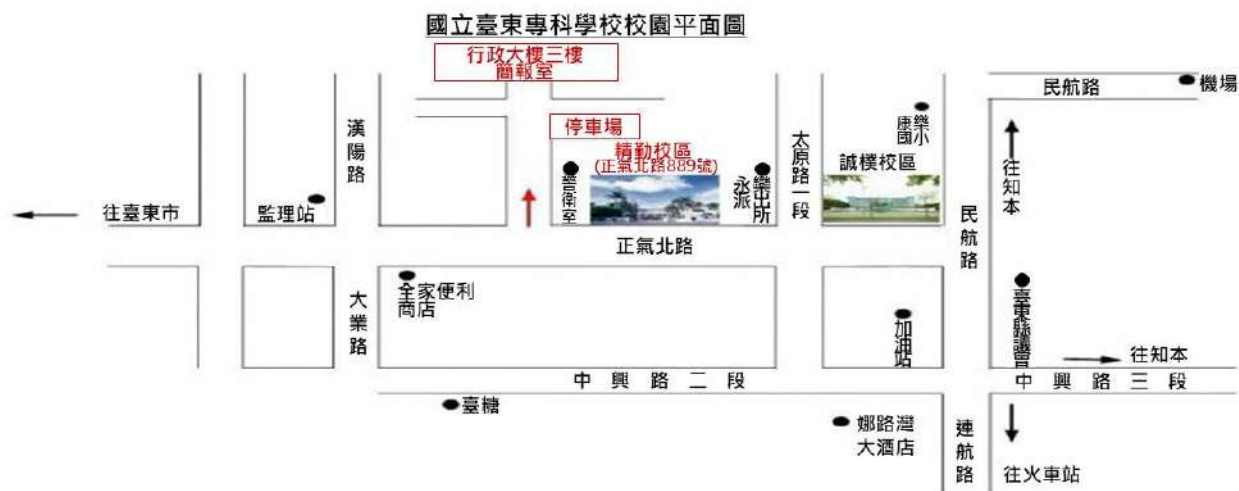 國立臺東專科學校校園平面圖
行政大樓三樓
簡報室
民航路
機場
停車場
漢陽路
精勤校區
(正氣北路889號)
太原路一段
康樂
國小
誠樸校區
往知本
警衛室
永樂
派出所
往臺東市
監理站
正氣北路
民航路
全家便利
商店
大業路
加油站
臺東縣議會
往知本
中興路二段
中興路三段
臺糖
娜路灣
大酒店
連航路
往火車站